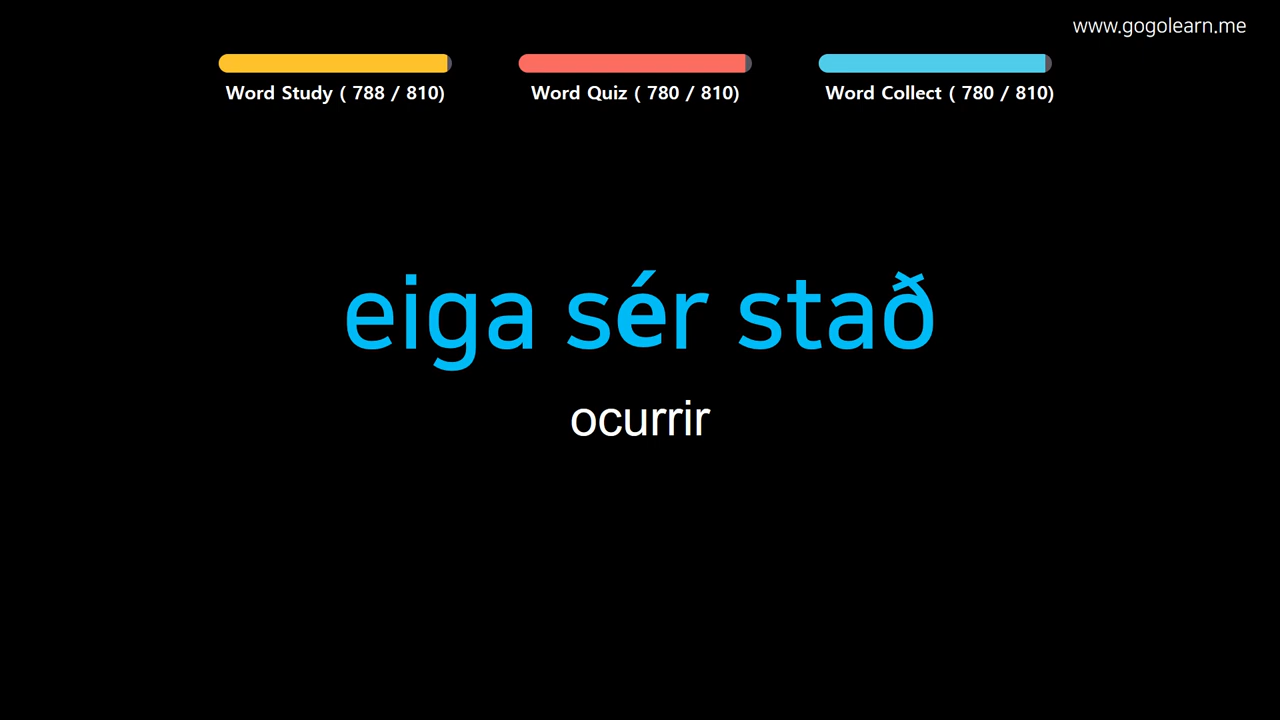 www.gogolearn.me
Word Study ( 788 / 810)
Word Quiz ( 780 / 810)
Word Collect ( 780 / 810)
eiga sér stað
ocurrir